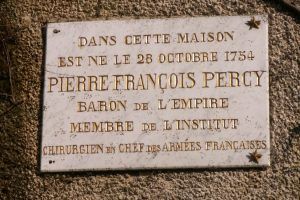 DANS CETTE MAISON
EST NE LE 28 OCTOBRE 1754
PIERRE FRANÇOIS PERCY
BARON DE L'EMPIRE
MEMBRE DE L'INSTITUT
CHIRURGIEN EN CHEF DES ARMÉES FRANÇAISES